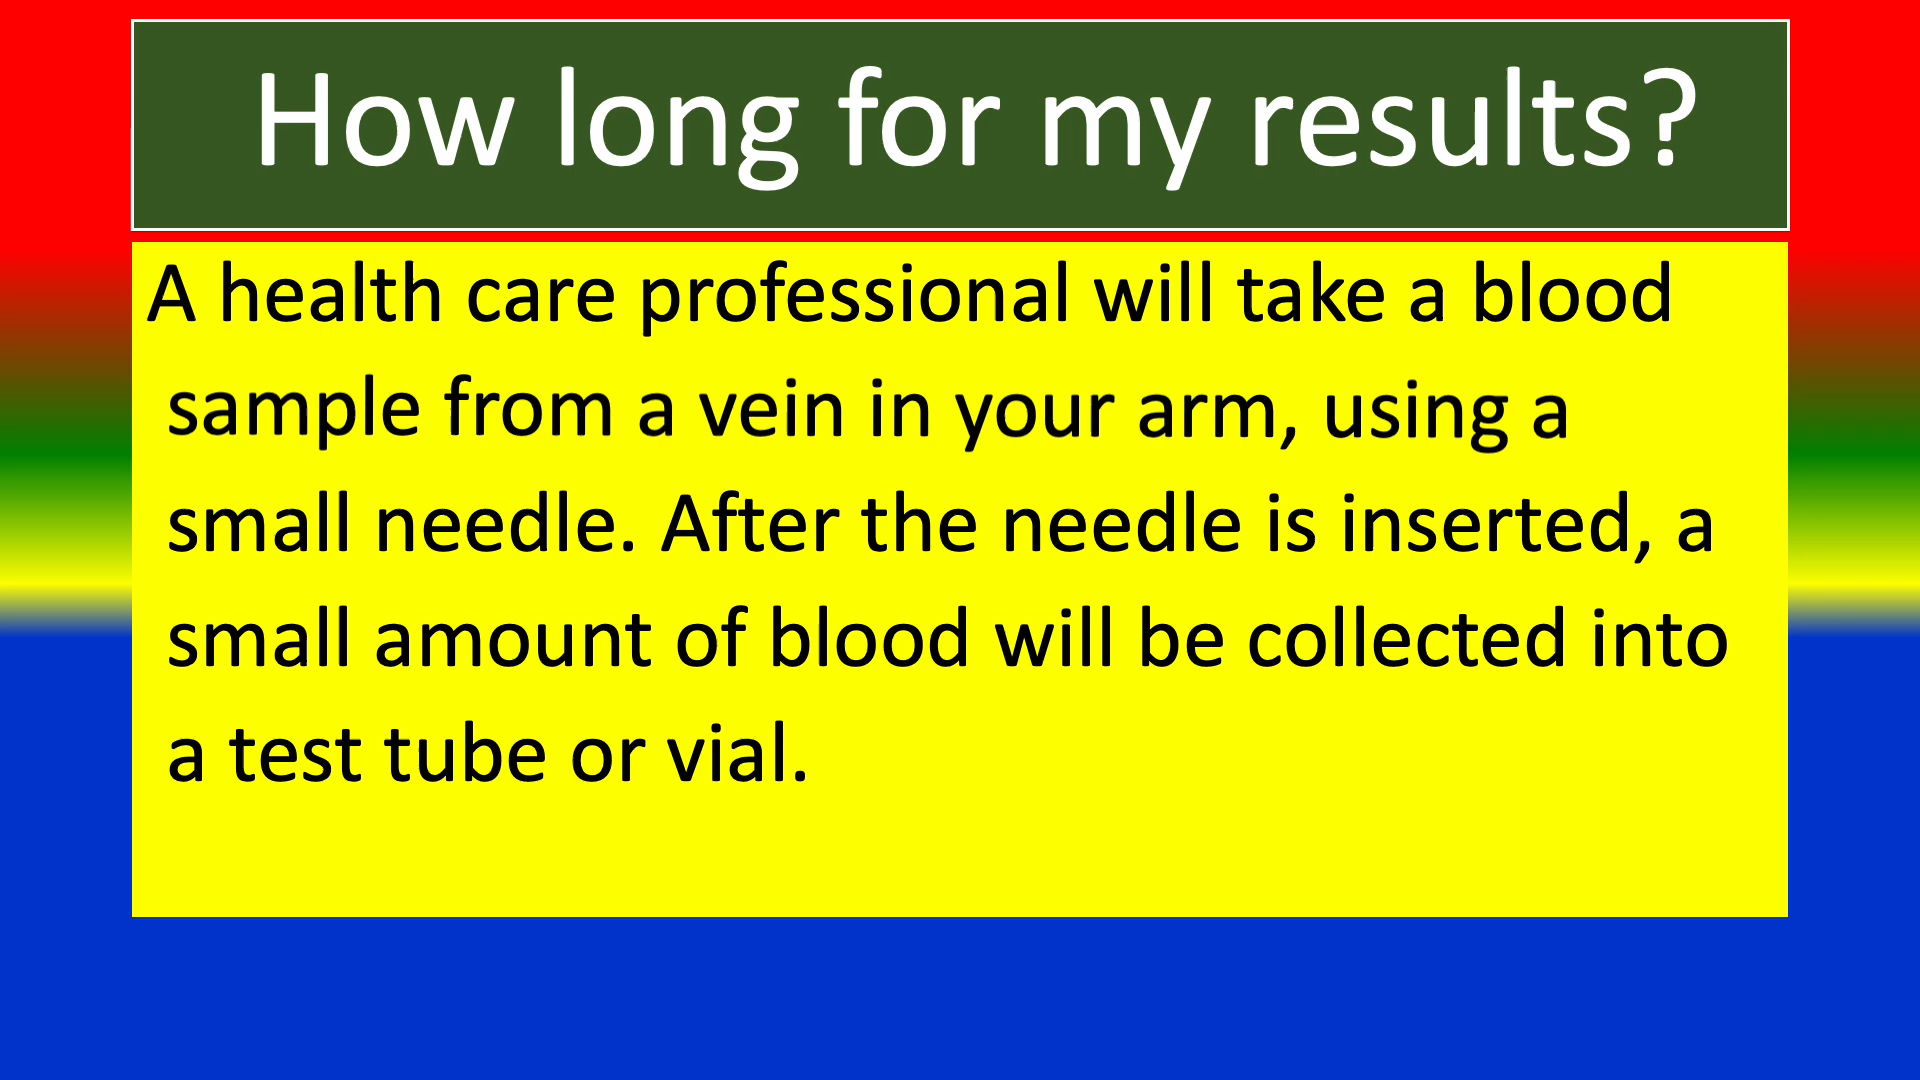 How long for my results?
A health care professional will take a blood
sample from a vein in your arm, using a
small needle. After the needle is inserted, a
small amount of blood will be collected into
a test tube or vial.